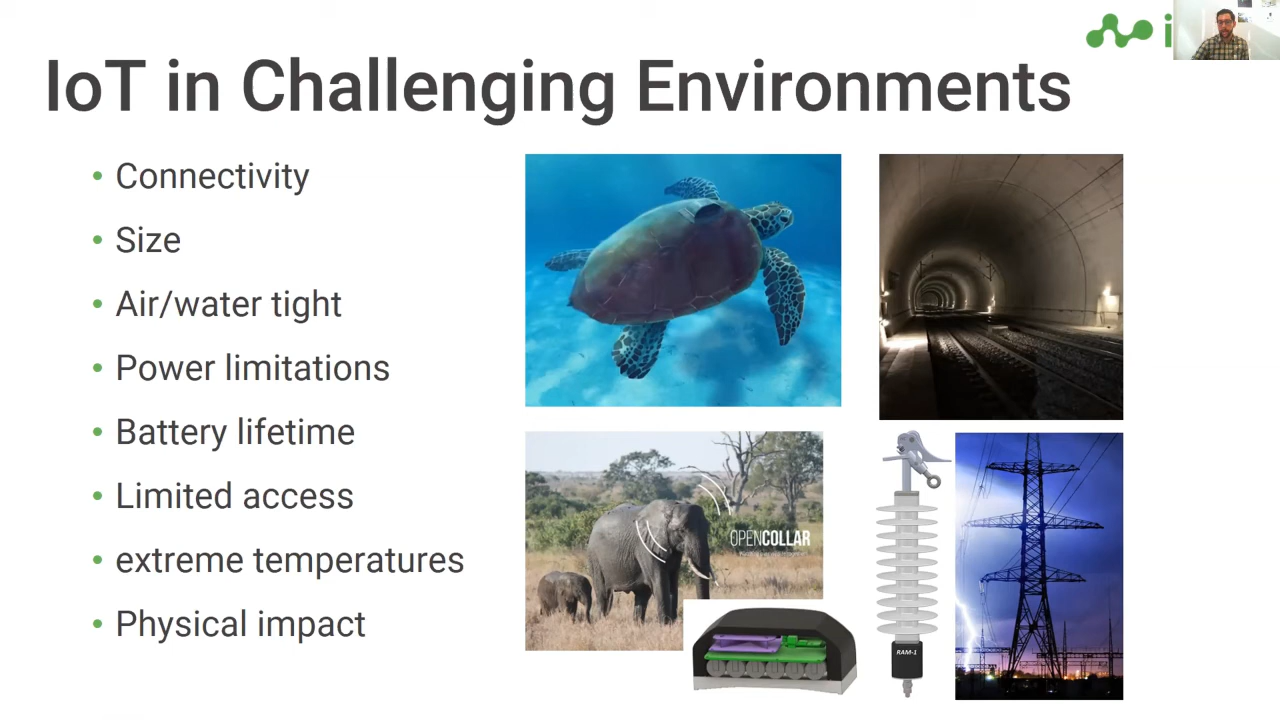 IoT in Challenging Environments
i
• Connectivity
• Size
• Air/water tight
• Power limitations
• Battery lifetime
• Limited access
• extreme temperatures
• Physical impact
OPENCOLLAR
RAM-1